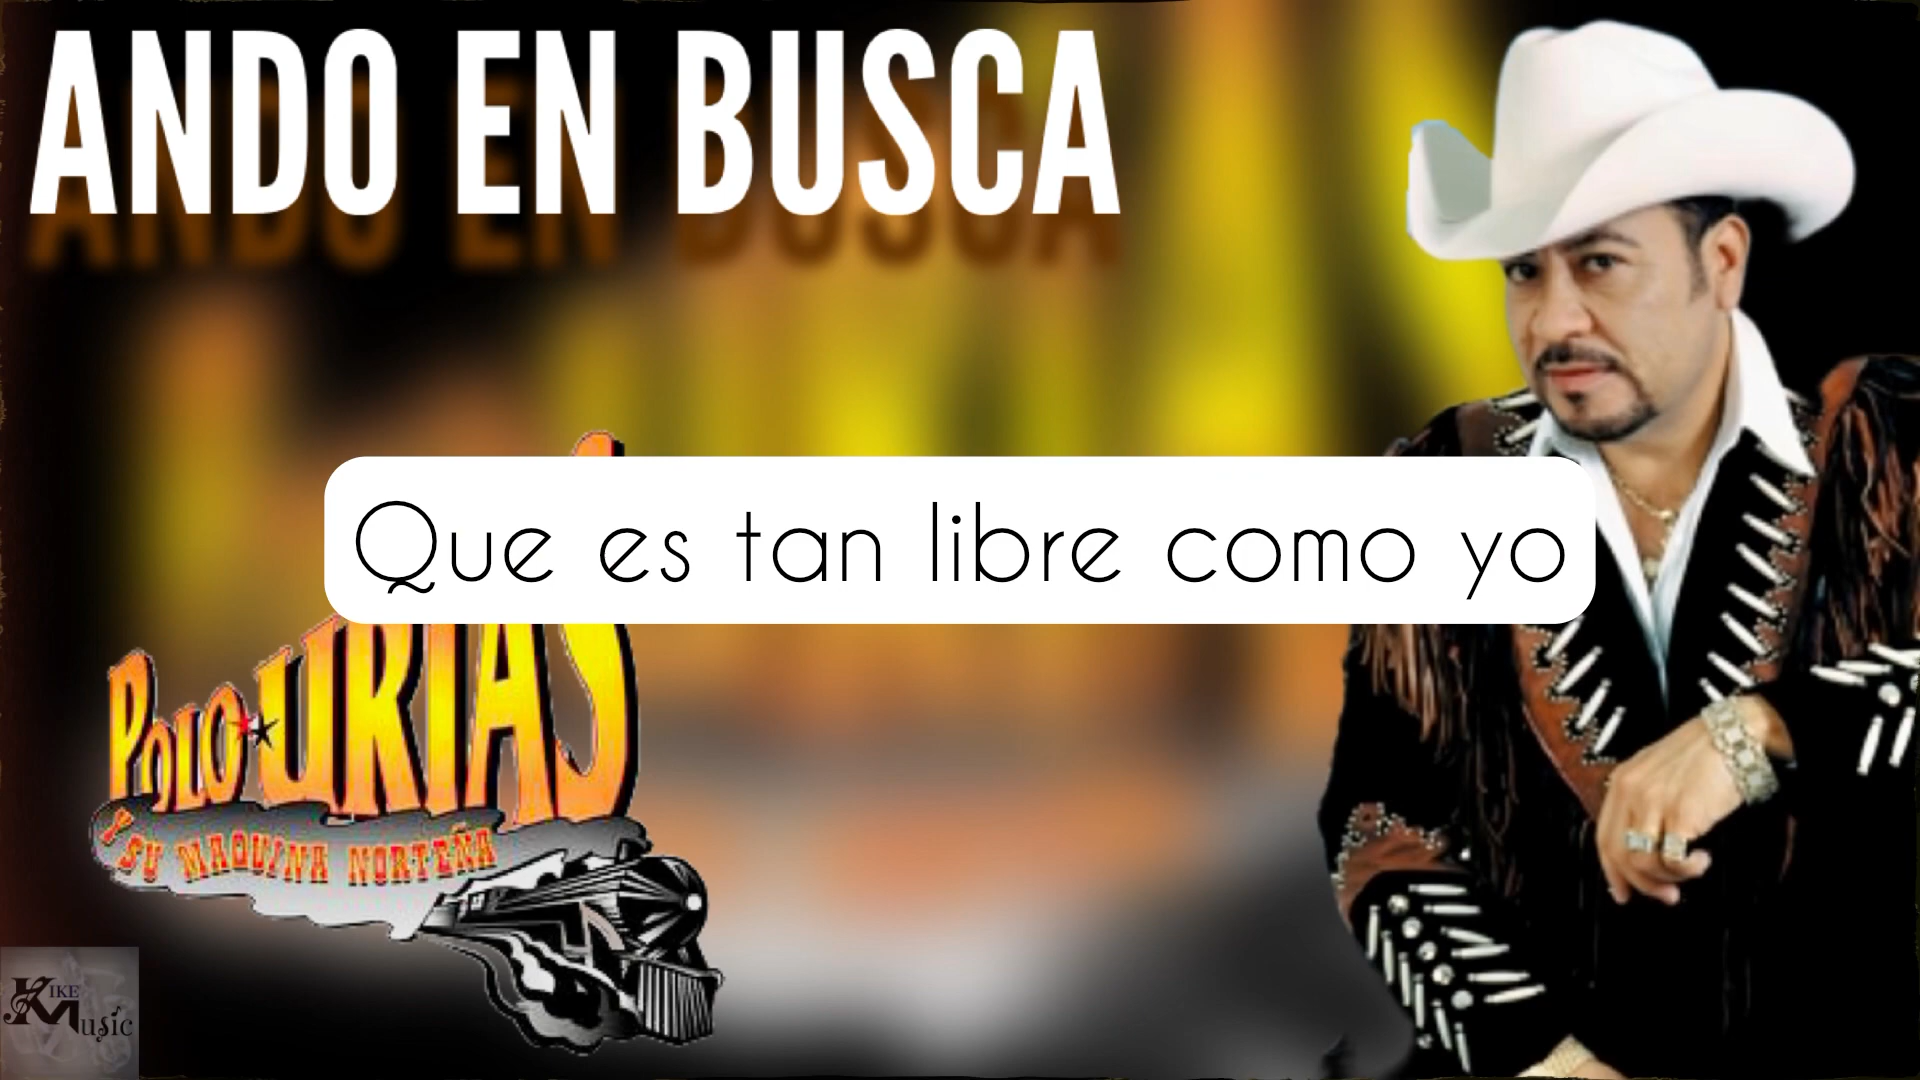 ANDO EN BUSCA
Que es tan libre como yo
POLO URIAS
Y SU MAQUINA NORTEÑA
KIKE
MUSIC